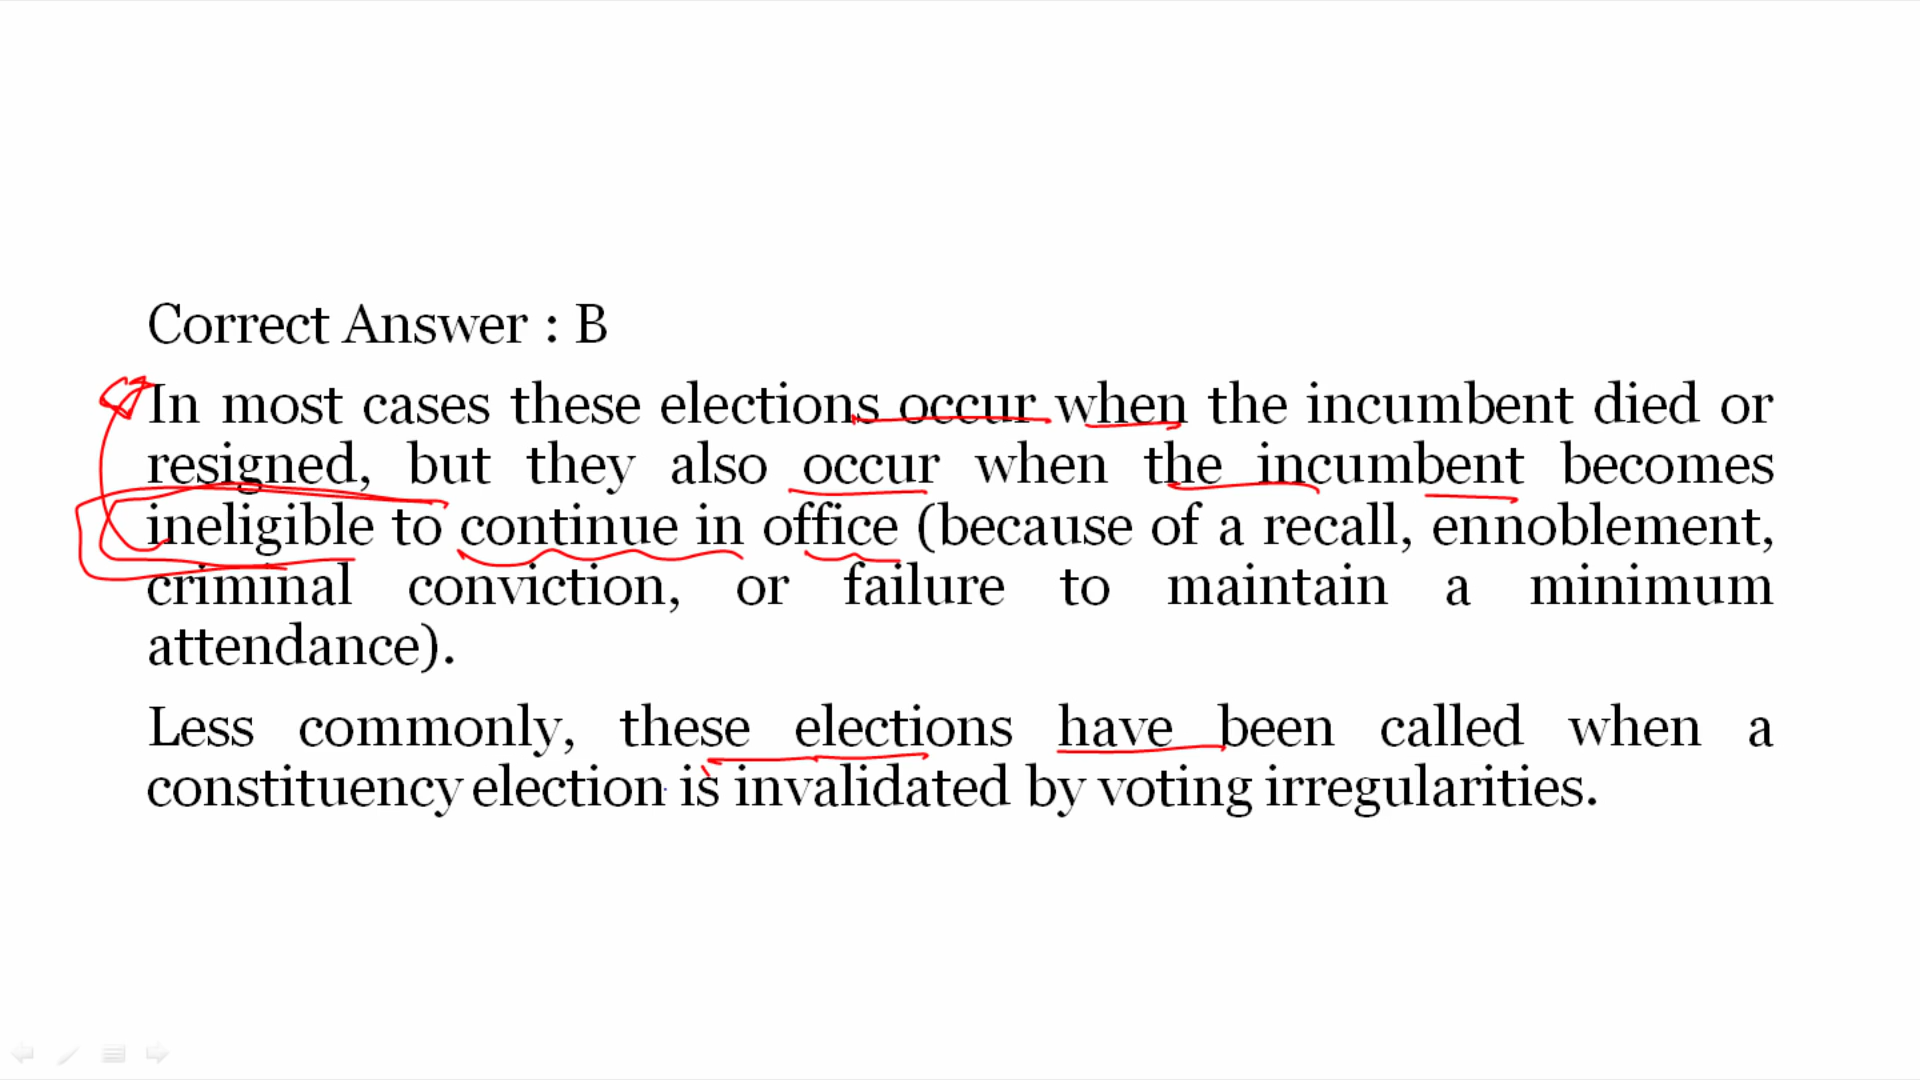 Correct Answer : B
In most cases these elections occur when the incumbent died or
resigned, but they also occur when the incumbent becomes
ineligible to continue in office (because of a recall, ennoblement,
criminal conviction, or failure to maintain a minimum
attendance).
Less commonly, these elections have been called when a
constituency election is invalidated by voting irregularities.